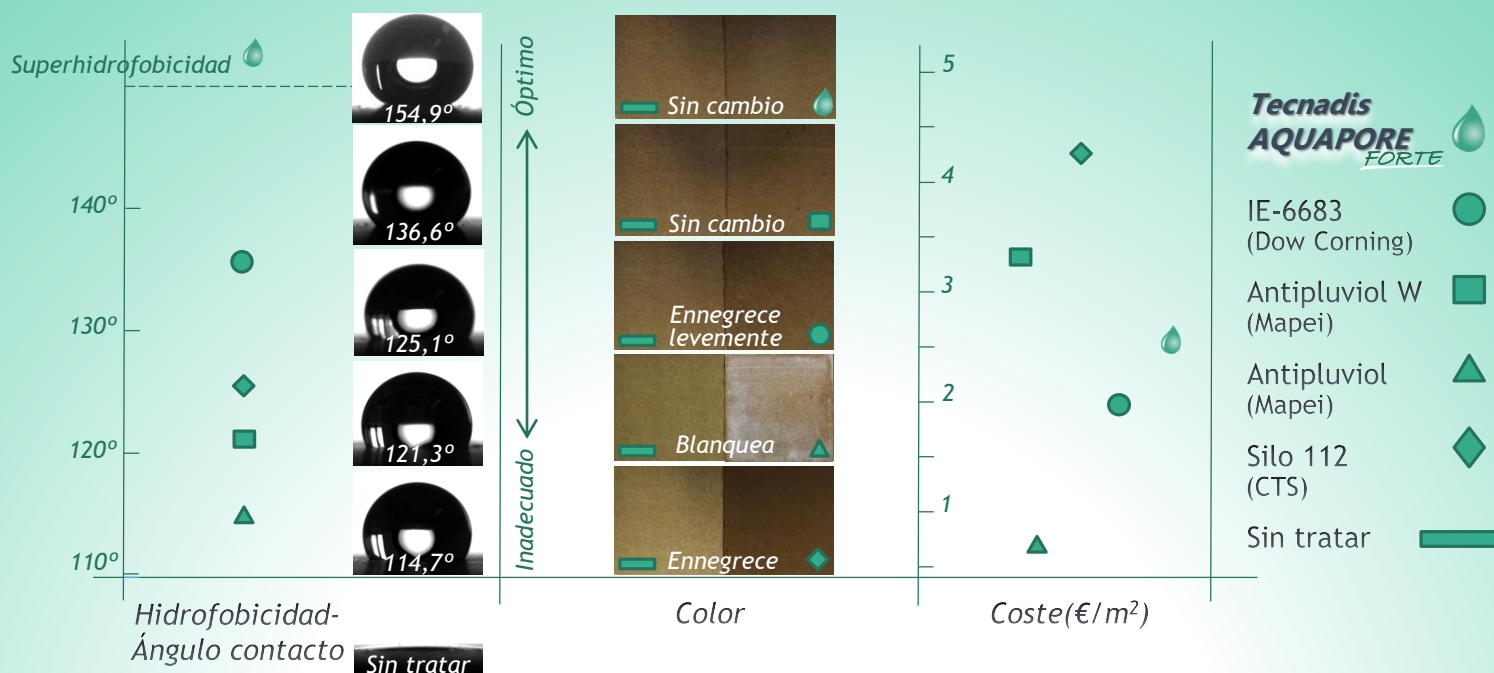 Superhidrofobicidad
140º
130º
120º
110º
154,9º
136,6º
125,1º
121,3º
114,7º
Hidrofobicidad-
Ángulo contacto
Sin tratar
Óptimo
Inadecuado
Sin cambio
Sin cambio
Ennegrece
levemente
Blanquea
Ennegrece
Color
5
4
3
2
1
Coste(€/m²)
Tecnadis
AQUAPORE
FORTE
IE-6683
(Dow Corning)
Antipluviol W
(Mapei)
Antipluviol
(Mapei)
Silo 112
(CTS)
Sin tratar